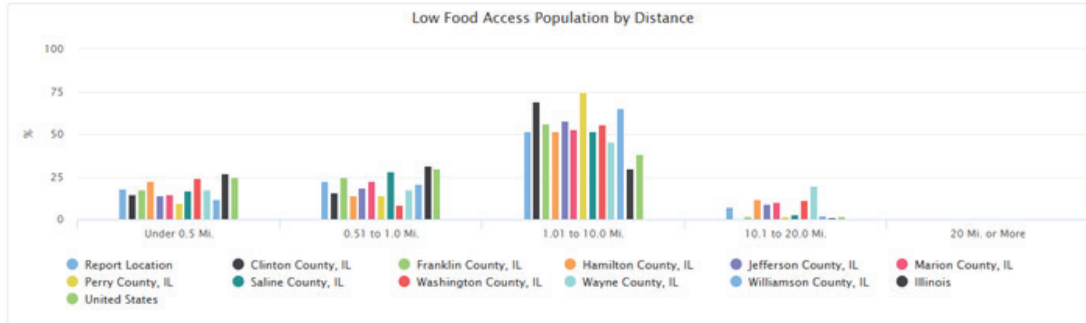 Low Food Access Population by Distance
100
75
%
50
25
0
Under 0.5 Mi. 0.51 to 1.0 Mi. 1.01 to 10.0 Mi. 10.1 to 20.0 Mi. 20 Mi. or More
Report Location Clinton County, IL Franklin County, IL Hamilton County, IL Jefferson County, IL Marion County, IL
Perry County, IL Saline County, IL Washington County, IL Wayne County, IL Williamson County, IL Illinois
United States